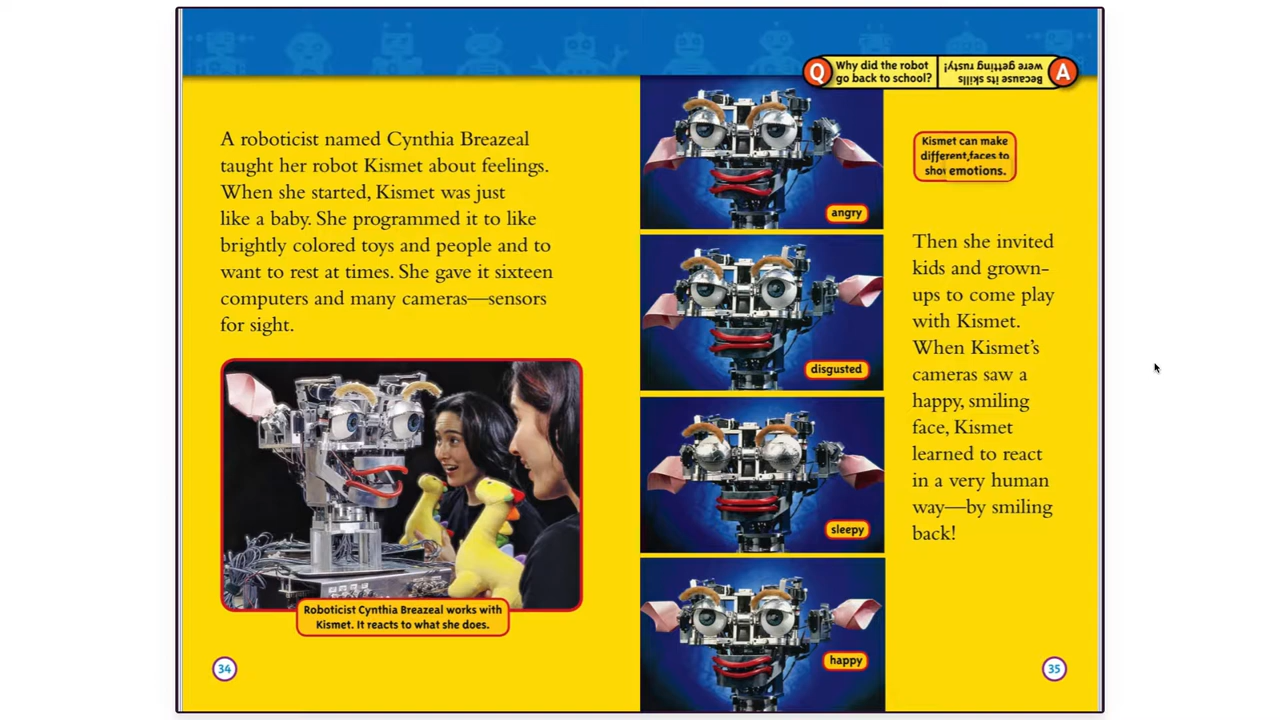 A roboticist named Cynthia Breazeal
taught her robot Kismet about feelings.
When she started, Kismet was just
like a baby. She programmed it to like
brightly colored toys and people and to
want to rest at times. She gave it sixteen
computers and many cameras—sensors
for sight.
Roboticist Cynthia Breazeal works with
Kismet. It reacts to what she does.
34
Q
Why did the robot
go back to school?
Because its skills
were getting rusty!
A
angry
disgusted
sleepy
happy
Kismet can make
different faces to
show emotions.
Then she invited
kids and grown-
ups to come play
with Kismet.
When Kismet's
cameras saw a
happy, smiling
face, Kismet
learned to react
in a very human
way—by smiling
back!
35